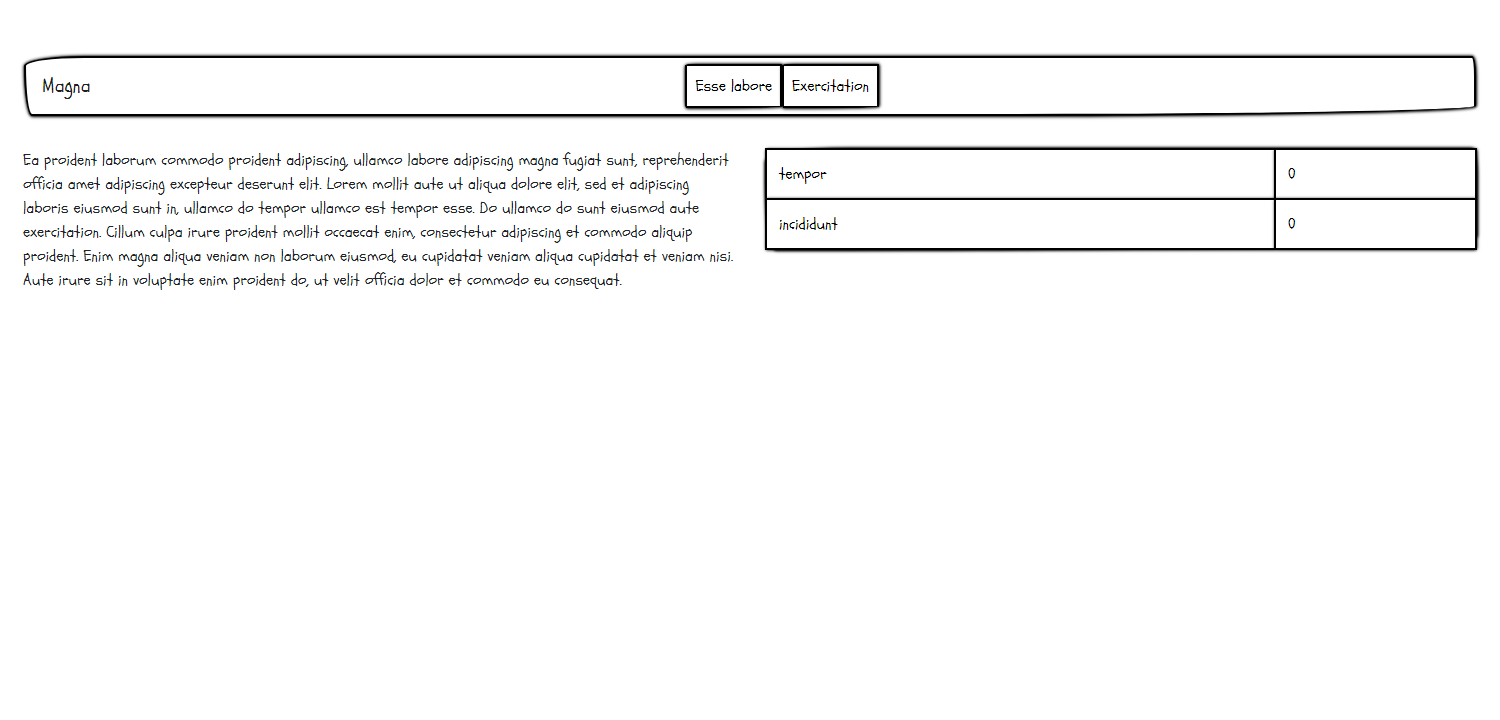 Magna
Esse labore
Exercitation
Ea proident laborum commodo proident adipiscing, ullamco labore adipiscing magna fugiat sunt, reprehenderit
officia amet adipiscing excepteur deserunt elit. Lorem mollit aute ut aliqua dolore elit, sed et adipiscing
laboris eiusmod sunt in, ullamco do tempor ullamco est tempor esse. Do ullamco do sunt eiusmod aute
exercitation. Cillum culpa irure proident mollit occaecat enim, consectetur adipiscing et commodo aliquip
proident. Enim magna aliqua veniam non laborum eiusmod, eu cupidatat veniam aliqua cupidatat et veniam nisi.
Aute irure sit in voluptate enim proident do, ut velit officia dolor et commodo eu consequat.
tempor 0
incididunt 0